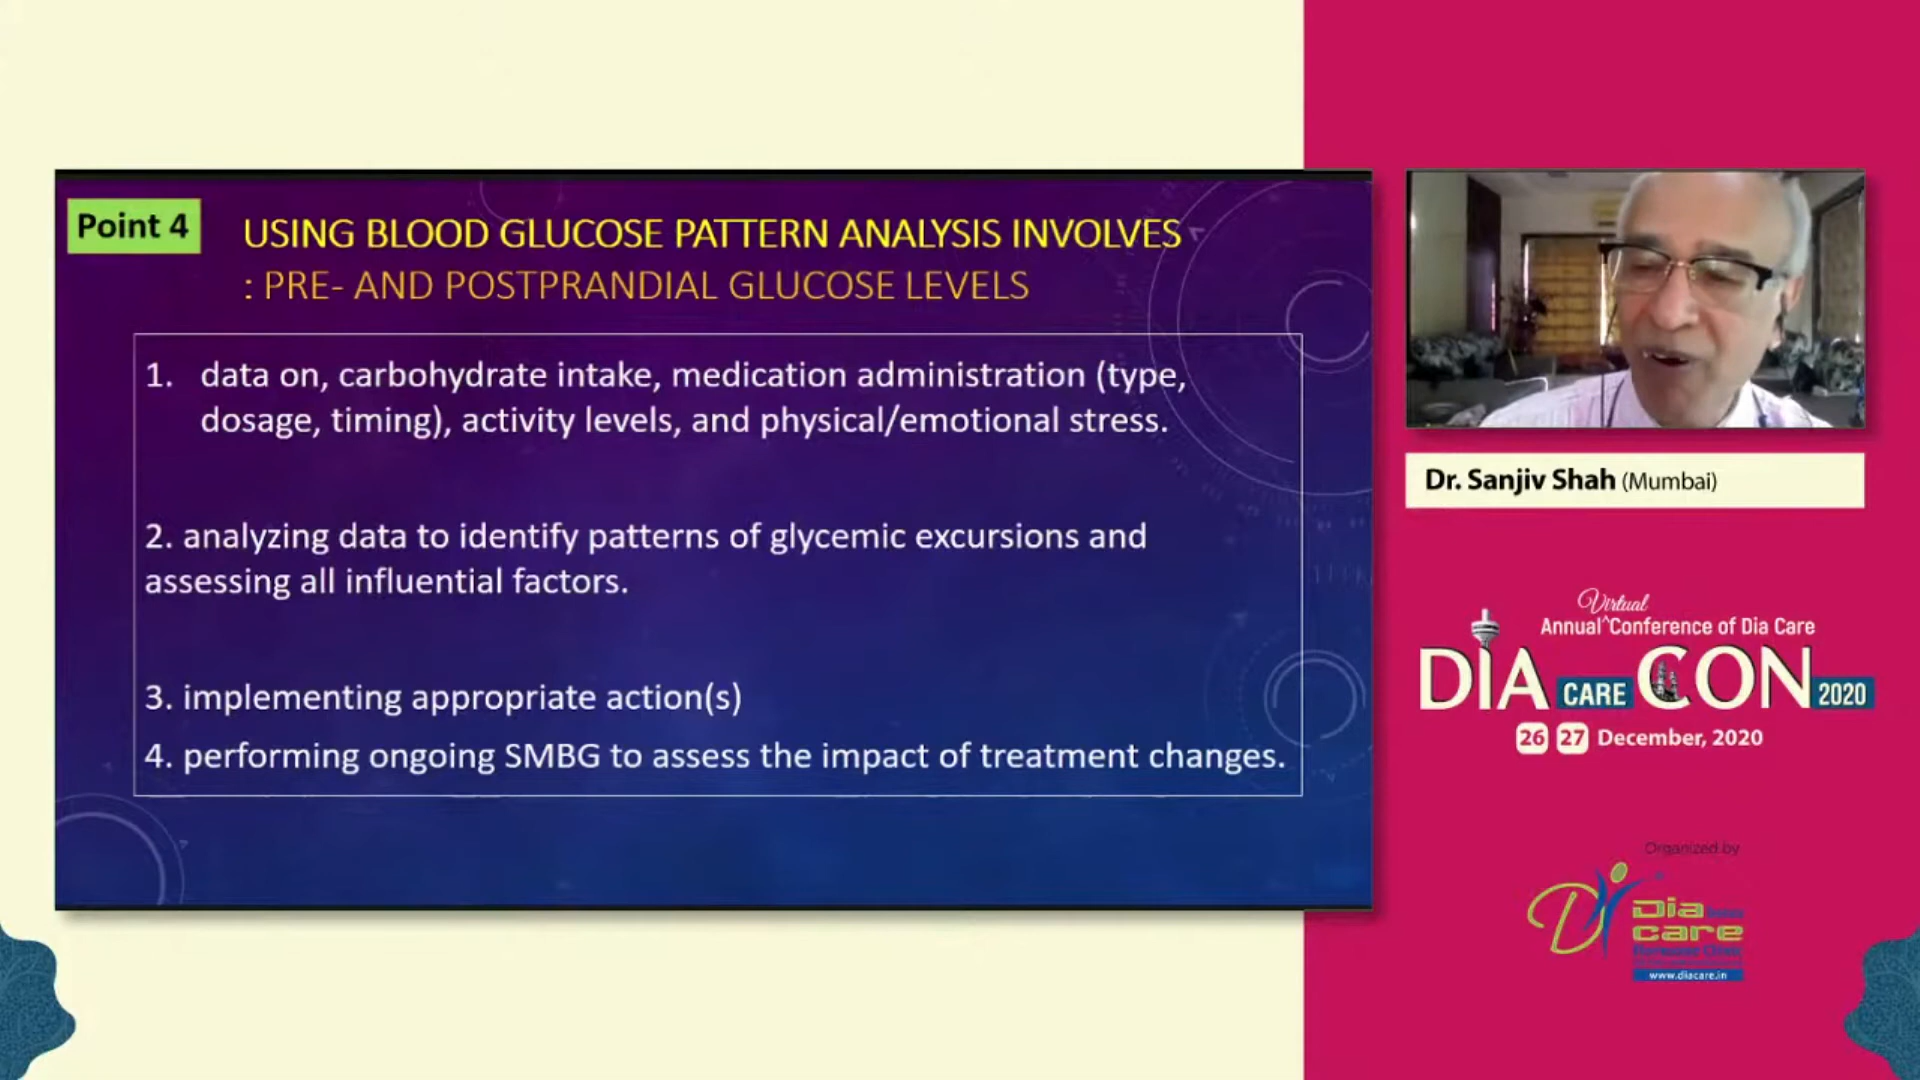 Point 4
USING BLOOD GLUCOSE PATTERN ANALYSIS INVOLVES
: PRE- AND POSTPRANDIAL GLUCOSE LEVELS
1. data on, carbohydrate intake, medication administration (type,
dosage, timing), activity levels, and physical/emotional stress.
2. analyzing data to identify patterns of glycemic excursions and
assessing all influential factors.
3. implementing appropriate action(s)
4. performing ongoing SMBG to assess the impact of treatment changes.
Dr. Sanjiv Shah (Mumbai)
Virtual
Annual ^ Conference of Dia Care
DIA CARE CON 2020
26 27 December, 2020
Organized by
Dia
care
www.diacare.in